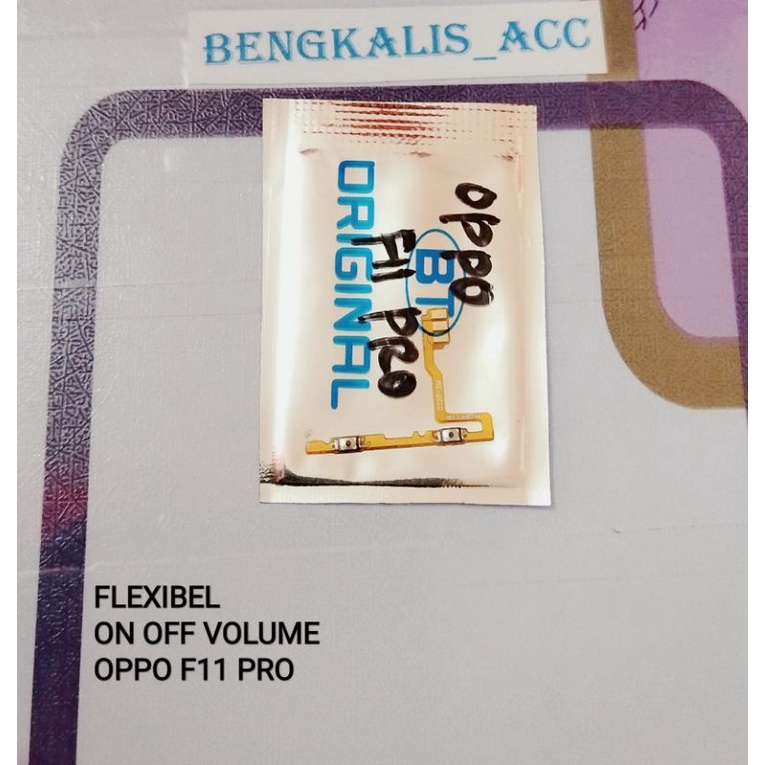 BENGKALIS_ACC
OPPO
F11 PRO
BT
ORIGINAL
FLEXIBEL
ON OFF VOLUME
OPPO F11 PRO